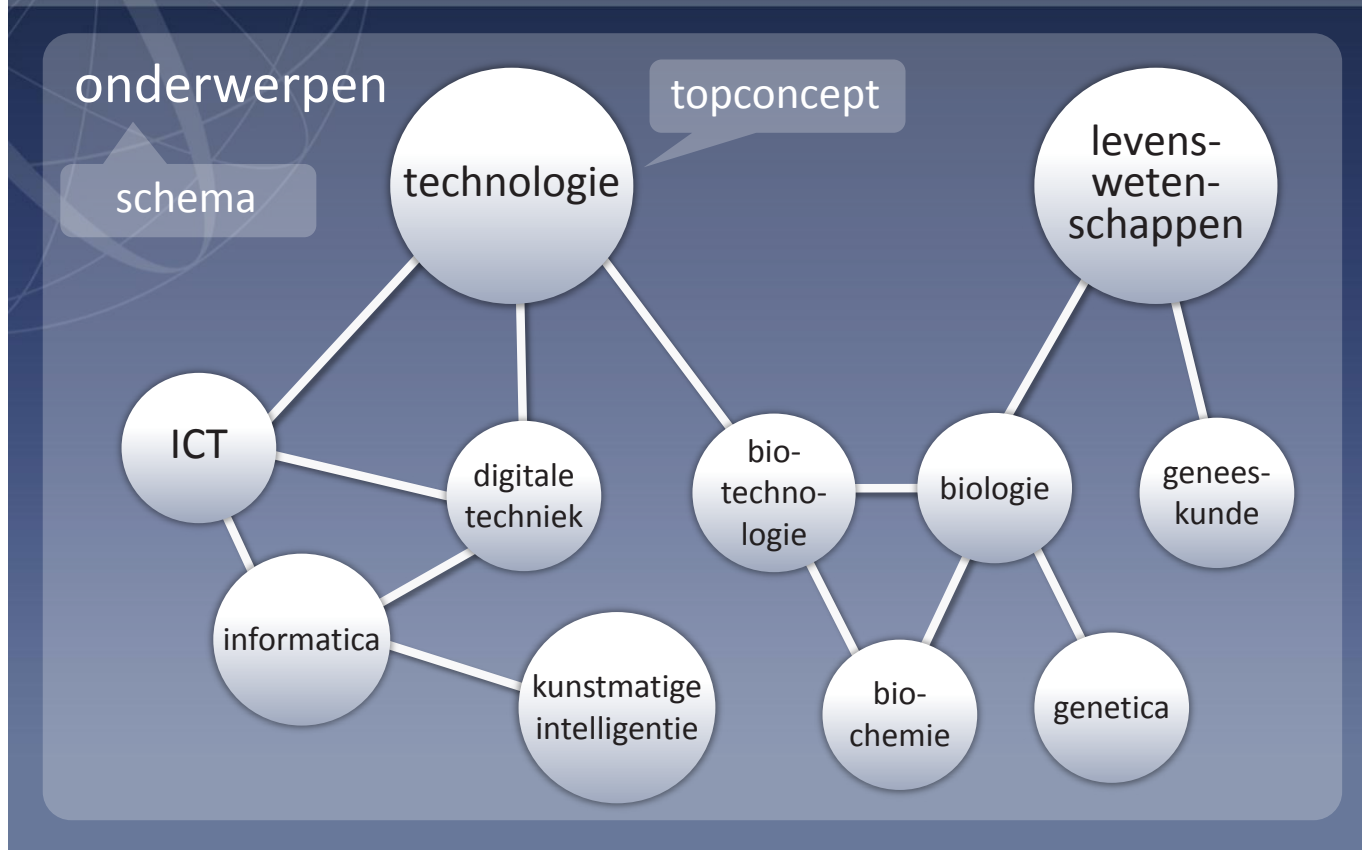 onderwerpen
schema
technologie
topconcept
levens-
weten-
schappen
ICT
digitale
techniek
bio-
techno-
logie
biologie
genees-
kunde
informatica
kunstmatige
intelligentie
bio-
chemie
genetica